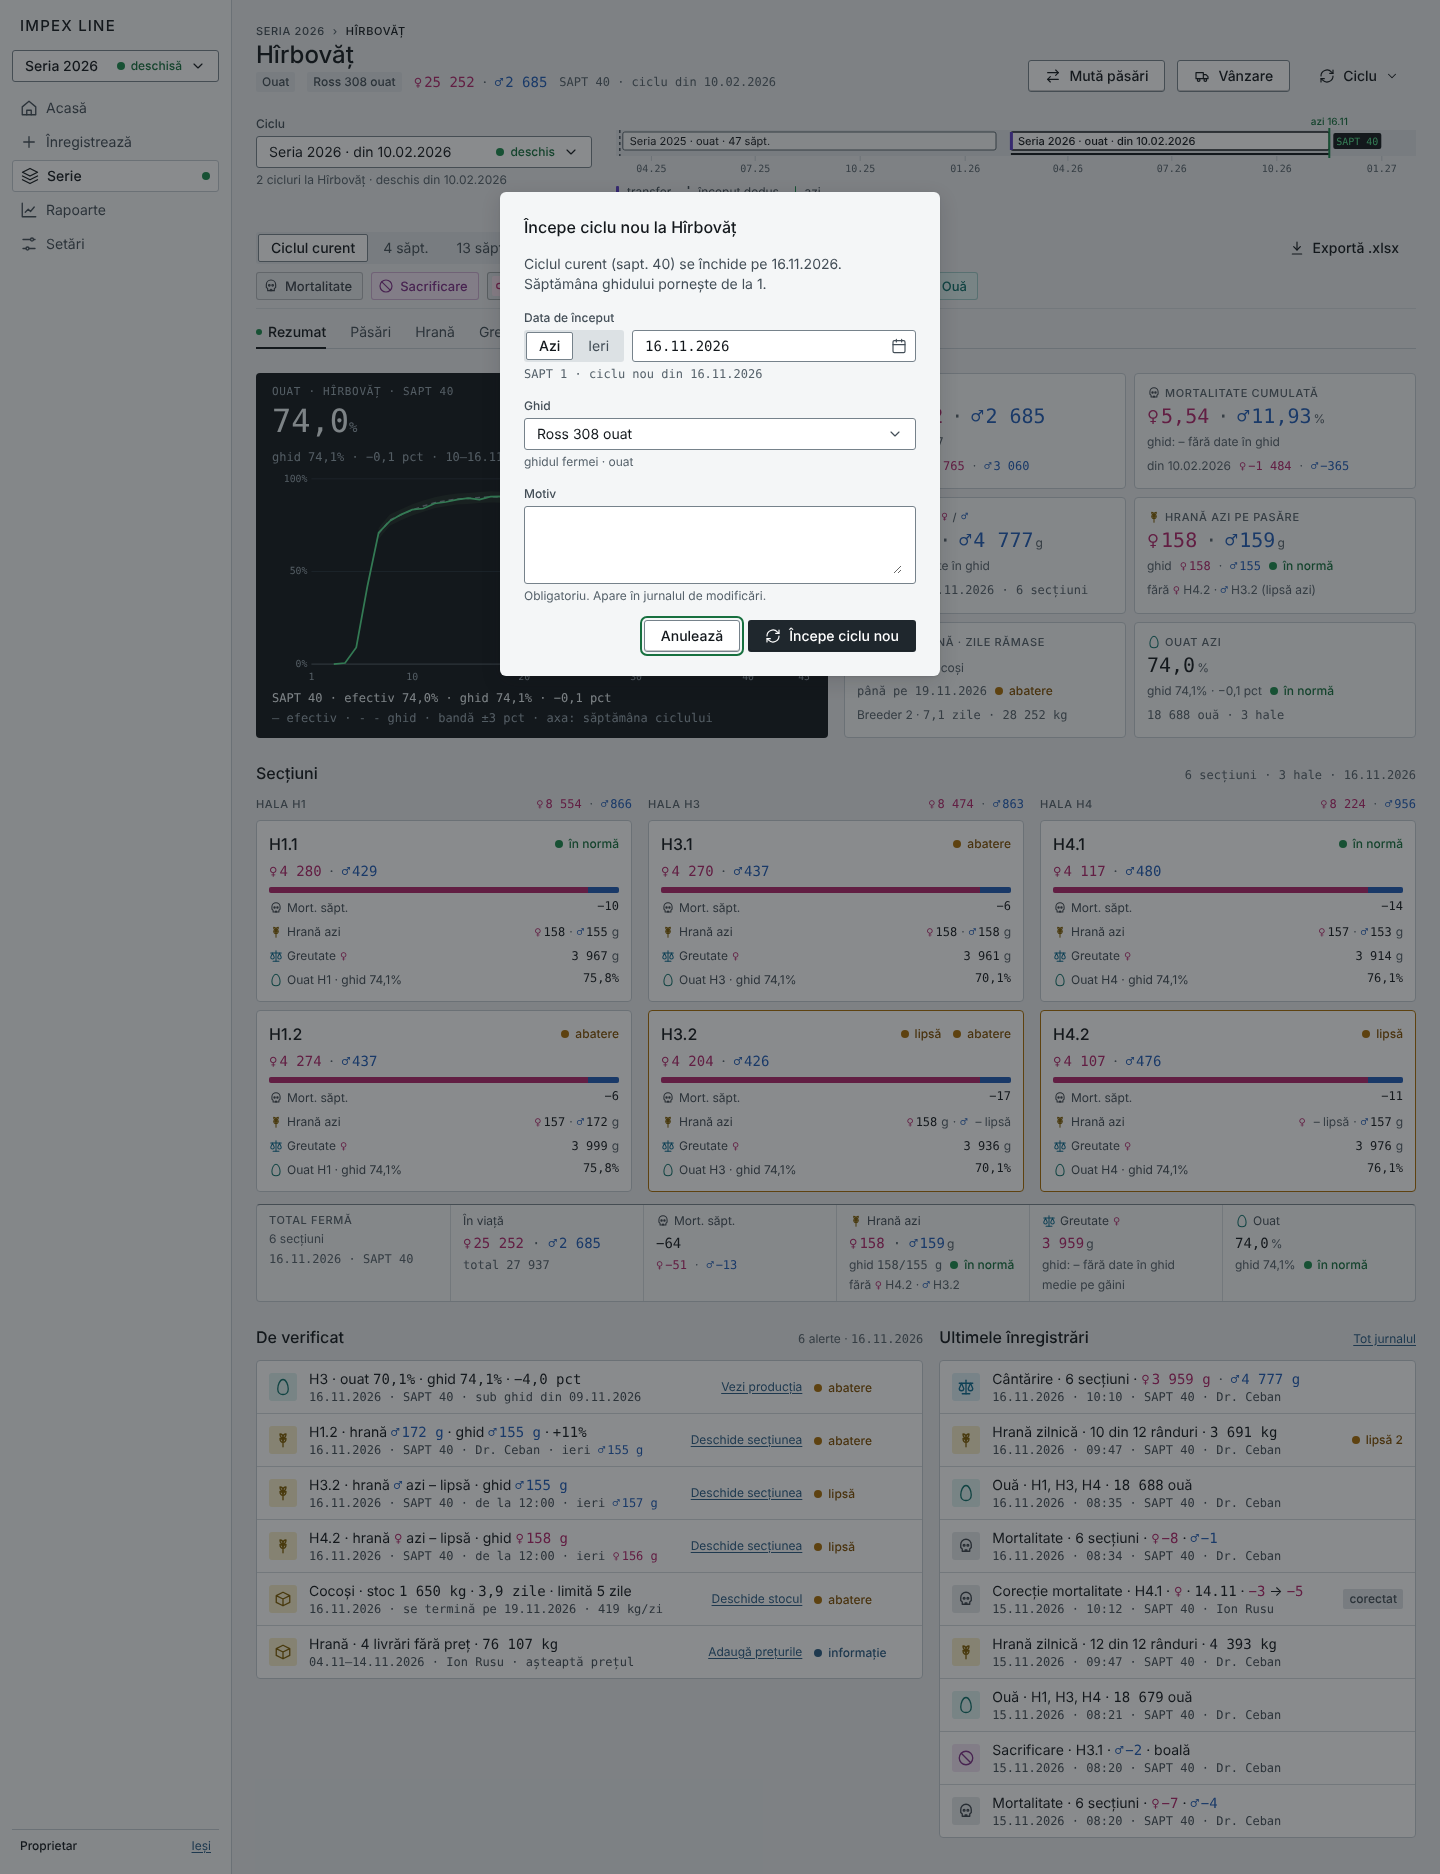 IMPEX LINE
Seria 2026 deschisă
Acasă
Înregistrează
Serie
Rapoarte
Setări
Proprietar Ieși
SERIA 2026 › HÎRBOVĂȚ
Hîrbovăț
Ouat Ross 308 ouat ♀25 252 · ♂2 685 SAPT 40 · ciclu din 10.02.2026
Mută păsări Vânzare Ciclu
Ciclu
Seria 2026 · din 10.02.2026 deschis
2 cicluri la Hîrbovăț · deschis din 10.02.2026
azi 16.11
Seria 2025 · ouat · 47 săpt. Seria 2026 · ouat · din 10.02.2026 SAPT 40
04.25 07.25 10.25 01.26 04.26 07.26 10.26 01.27
transfer început dedus azi
Ciclul curent 4 săpt. 13 săp
Exportă .xlsx
Mortalitate Sacrificare Ouă
Rezumat Păsări Hrană Gre
Începe ciclu nou la Hîrbovăț
Ciclul curent (sapt. 40) se închide pe 16.11.2026.
Săptămâna ghidului pornește de la 1.
Data de început
Azi Ieri 16.11.2026
SAPT 1 · ciclu nou din 16.11.2026
Ghid
Ross 308 ouat
ghidul fermei · ouat
Motiv
Obligatoriu. Apare în jurnalul de modificări.
Anulează Începe ciclu nou
OUAT · HÎRBOVĂȚ · SAPT 40
74,0%
ghid 74,1% · −0,1 pct · 10–16.11
100%
50%
0%
1 10 20 30 40 45
SAPT 40 · efectiv 74,0% · ghid 74,1% · −0,1 pct
— efectiv · - - ghid · bandă ±3 pct · axa: săptămâna ciclului
· ♂2 685
765 · ♂3 060
MORTALITATE CUMULATĂ
♀5,54 · ♂11,93%
ghid: – fără date în ghid
din 10.02.2026 ♀−1 484 · ♂−365
♀ / ♂
· ♂4 777g
te în ghid
.11.2026 · 6 secțiuni
HRANĂ AZI PE PASĂRE
♀158 · ♂159g
ghid ♀158 · ♂155 în normă
fără ♀ H4.2 · ♂ H3.2 (lipsă azi)
NĂ · ZILE RĂMASE
coși
până pe 19.11.2026 abatere
Breeder 2 · 7,1 zile · 28 252 kg
OUAT AZI
74,0%
ghid 74,1% · −0,1 pct în normă
18 688 ouă · 3 hale
Secțiuni 6 secțiuni · 3 hale · 16.11.2026
HALA H1 ♀8 554 · ♂866
H1.1 în normă
♀4 280 · ♂429
Mort. săpt. −10
Hrană azi ♀158 · ♂155 g
Greutate ♀ 3 967 g
Ouat H1 · ghid 74,1% 75,8%
H1.2 abatere
♀4 274 · ♂437
Mort. săpt. −6
Hrană azi ♀157 · ♂172 g
Greutate ♀ 3 999 g
Ouat H1 · ghid 74,1% 75,8%
HALA H3 ♀8 474 · ♂863
H3.1 abatere
♀4 270 · ♂437
Mort. săpt. −6
Hrană azi ♀158 · ♂158 g
Greutate ♀ 3 961 g
Ouat H3 · ghid 74,1% 70,1%
H3.2 lipsă abatere
♀4 204 · ♂426
Mort. săpt. −17
Hrană azi ♀158 g · ♂ – lipsă
Greutate ♀ 3 936 g
Ouat H3 · ghid 74,1% 70,1%
HALA H4 ♀8 224 · ♂956
H4.1 în normă
♀4 117 · ♂480
Mort. săpt. −14
Hrană azi ♀157 · ♂153 g
Greutate ♀ 3 914 g
Ouat H4 · ghid 74,1% 76,1%
H4.2 lipsă
♀4 107 · ♂476
Mort. săpt. −11
Hrană azi ♀ – lipsă · ♂157 g
Greutate ♀ 3 976 g
Ouat H4 · ghid 74,1% 76,1%
TOTAL FERMĂ
6 secțiuni
16.11.2026 · SAPT 40
În viață
♀25 252 · ♂2 685
total 27 937
Mort. săpt.
−64
♀−51 · ♂−13
Hrană azi
♀158 · ♂159g
ghid 158/155 g în normă
fără ♀ H4.2 · ♂ H3.2
Greutate ♀
3 959g
ghid: – fără date în ghid
medie pe găini
Ouat
74,0%
ghid 74,1% în normă
De verificat 6 alerte · 16.11.2026
H3 · ouat 70,1% · ghid 74,1% · −4,0 pct
16.11.2026 · SAPT 40 · sub ghid din 09.11.2026
Vezi producția abatere
H1.2 · hrană ♂172 g · ghid ♂155 g · +11%
16.11.2026 · SAPT 40 · Dr. Ceban · ieri ♂155 g
Deschide secțiunea abatere
H3.2 · hrană ♂ azi – lipsă · ghid ♂155 g
16.11.2026 · SAPT 40 · de la 12:00 · ieri ♂157 g
Deschide secțiunea lipsă
H4.2 · hrană ♀ azi – lipsă · ghid ♀158 g
16.11.2026 · SAPT 40 · de la 12:00 · ieri ♀156 g
Deschide secțiunea lipsă
Cocoși · stoc 1 650 kg · 3,9 zile · limită 5 zile
16.11.2026 · se termină pe 19.11.2026 · 419 kg/zi
Deschide stocul abatere
Hrană · 4 livrări fără preț · 76 107 kg
04.11–14.11.2026 · Ion Rusu · așteaptă prețul
Adaugă prețurile informație
Ultimele înregistrări Tot jurnalul
Cântărire · 6 secțiuni · ♀3 959 g · ♂4 777 g
16.11.2026 · 10:10 · SAPT 40 · Dr. Ceban
Hrană zilnică · 10 din 12 rânduri · 3 691 kg
16.11.2026 · 09:47 · SAPT 40 · Dr. Ceban
lipsă 2
Ouă · H1, H3, H4 · 18 688 ouă
16.11.2026 · 08:35 · SAPT 40 · Dr. Ceban
Mortalitate · 6 secțiuni · ♀−8 · ♂−1
16.11.2026 · 08:34 · SAPT 40 · Dr. Ceban
Corecție mortalitate · H4.1 · ♀ · 14.11 · −3 → −5
15.11.2026 · 10:12 · SAPT 40 · Ion Rusu
corectat
Hrană zilnică · 12 din 12 rânduri · 4 393 kg
15.11.2026 · 09:47 · SAPT 40 · Dr. Ceban
Ouă · H1, H3, H4 · 18 679 ouă
15.11.2026 · 08:21 · SAPT 40 · Dr. Ceban
Sacrificare · H3.1 · ♂−2 · boală
15.11.2026 · 08:20 · SAPT 40 · Dr. Ceban
Mortalitate · 6 secțiuni · ♀−7 · ♂−4
15.11.2026 · 08:20 · SAPT 40 · Dr. Ceban